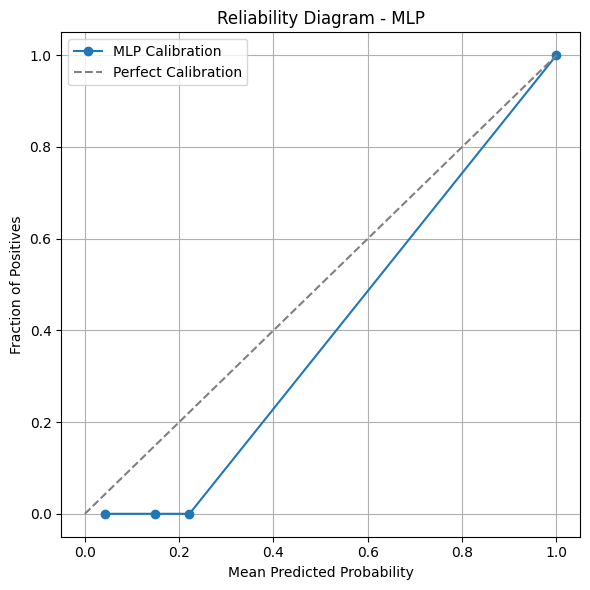 Reliability Diagram - MLP
MLP Calibration
Perfect Calibration
1.0
0.8
0.6
0.4
0.2
0.0
Fraction of Positives
0.0 0.2 0.4 0.6 0.8 1.0
Mean Predicted Probability